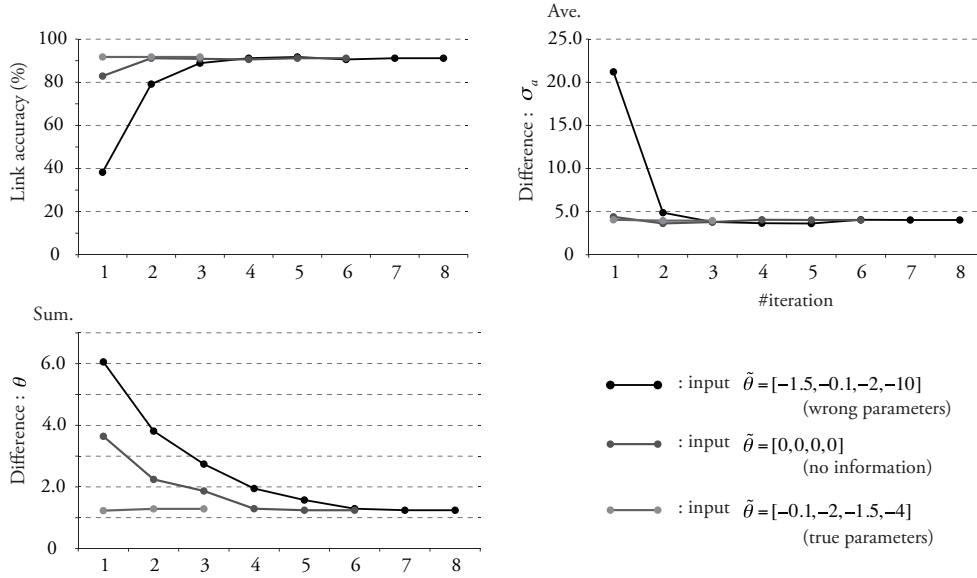 Link accuracy (%)
100
80
60
40
20
0
1 2 3 4 5 6 7 8
Ave.
Difference : σa
25.0
20.0
15.0
10.0
5.0
0
1 2 3 4 5 6 7 8
#iteration
Sum.
Difference : θ
6.0
4.0
2.0
0
1 2 3 4 5 6 7 8
: input θ̃ = [−1.5,−0.1,−2,−10]
(wrong parameters)
: input θ̃ = [0,0,0,0]
(no information)
: input θ̃ = [−0.1,−2,−1.5,−4]
(true parameters)